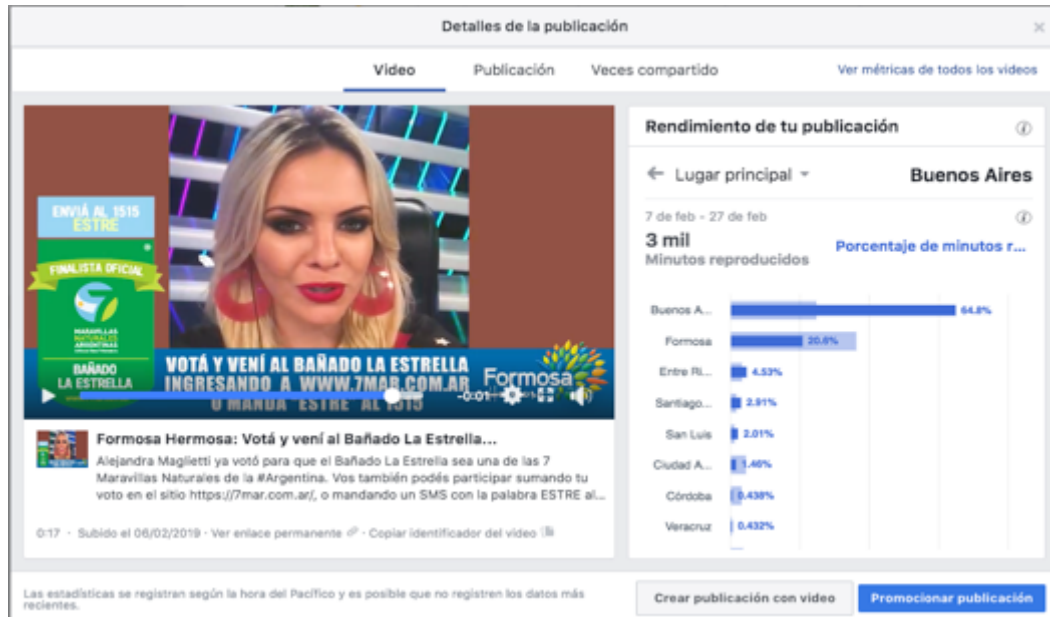 Detalles de la publicación
Video Publicación Veces compartido Ver métricas de todos los videos
ENVIÁ AL 1515
ESTRE
FINALISTA OFICIAL
7
MARAVILLAS
NATURALES
ARGENTINAS
BAÑADO
LA ESTRELLA
VOTÁ Y VENÍ AL BAÑADO LA ESTRELLA
INGRESANDO A WWW.7MAR.COM.AR
O MANDA "ESTRE" AL 1515
Formosa
-0:01
Formosa Hermosa: Votá y vení al Bañado La Estrella...
Alejandra Maglietti ya votó para que el Bañado La Estrella sea una de las 7
Maravillas Naturales de la #Argentina. Vos también podés participar sumando tu
voto en el sitio https://7mar.com.ar/, o mandando un SMS con la palabra ESTRE al...
0:17 · Subido el 06/02/2019 · Ver enlace permanente · Copiar identificador del video
Rendimiento de tu publicación
Lugar principal Buenos Aires
7 de feb - 27 de feb
3 mil
Minutos reproducidos
Porcentaje de minutos r...
Buenos A... 64.8%
Formosa 20.6%
Entre Rí... 4.53%
Santiago... 2.91%
San Luis 2.01%
Ciudad A... 1.46%
Córdoba 0.438%
Veracruz 0.432%
Las estadísticas se registran según la hora del Pacífico y es posible que no registren los datos más
recientes.
Crear publicación con video Promocionar publicación